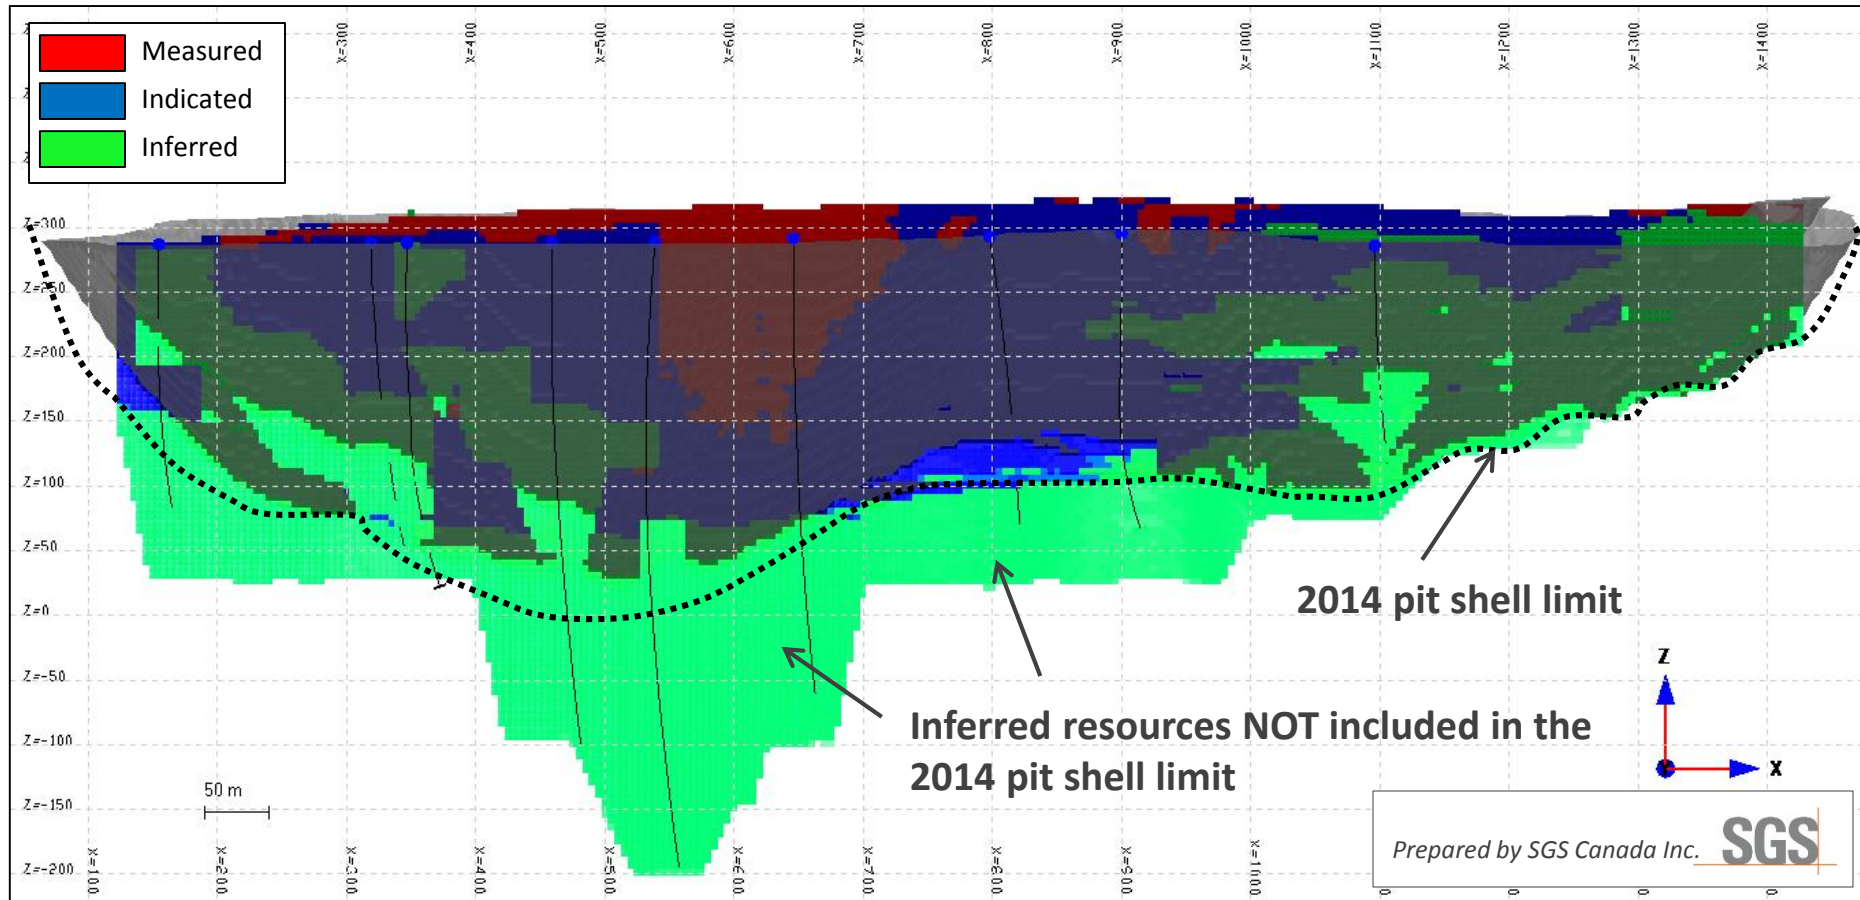 Measured
Indicated
Inferred
X=300 X=400 X=500 X=600 X=700 X=800 X=900 X=1000 X=1100 X=1200 X=1300 X=1400
Z=300
Z=250
Z=200
Z=150
Z=100
Z=50
Z=0
Z=-50
Z=-100
Z=-150
Z=-200
2014 pit shell limit
Inferred resources NOT included in the
2014 pit shell limit
50 m
Z
X
Prepared by SGS Canada Inc.
SGS
X=100 X=200 X=300 X=400 X=500 X=600 X=700 X=800 X=900 X=1000